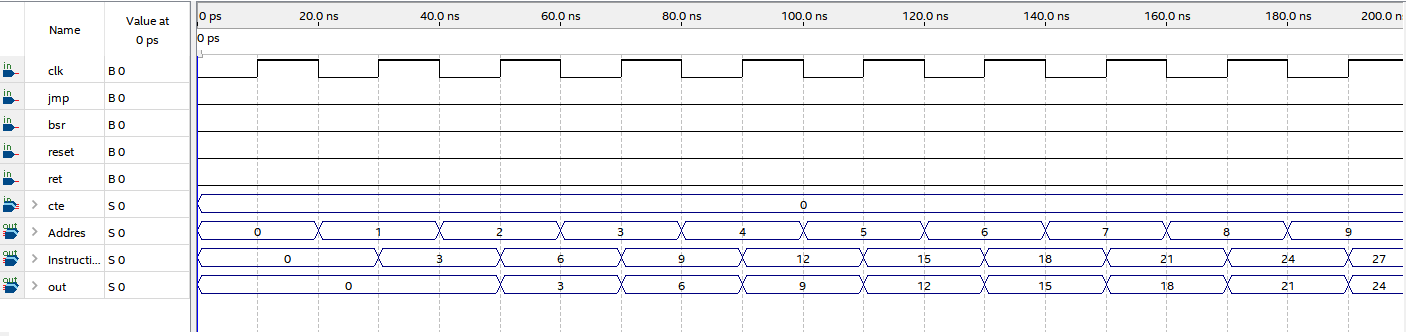 Name
Value at
0 ps
0 ps 20.0 ns 40.0 ns 60.0 ns 80.0 ns 100.0 ns 120.0 ns 140.0 ns 160.0 ns 180.0 ns 200.0 n
0 ps
in clk B 0
in jmp B 0
in bsr B 0
in reset B 0
in ret B 0
in > cte S 0 0
out > Addres S 0 0 1 2 3 4 5 6 7 8 9
out > Instructi... S 0 0 3 6 9 12 15 18 21 24 27
out > out S 0 0 3 6 9 12 15 18 21 24